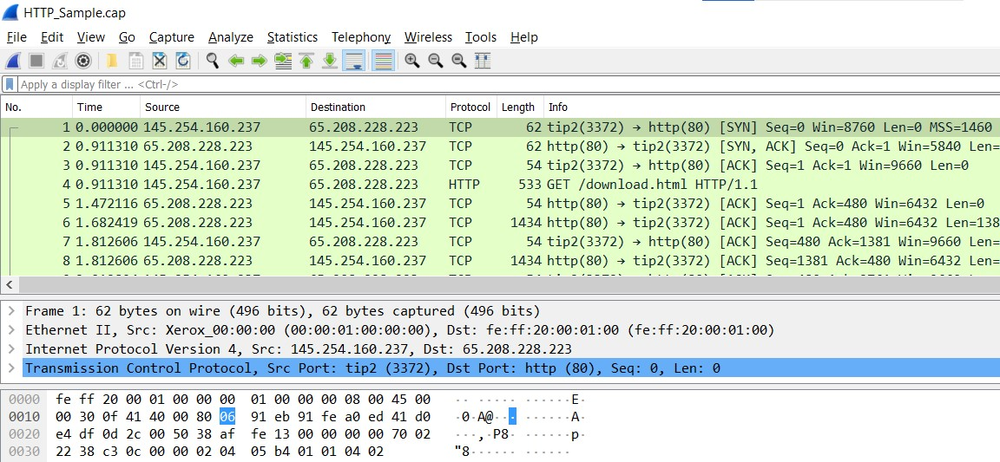 HTTP_Sample.cap
File Edit View Go Capture Analyze Statistics Telephony Wireless Tools Help
Apply a display filter ... <Ctrl-/>
No. Time Source Destination Protocol Length Info
1 0.000000 145.254.160.237 65.208.228.223 TCP 62 tip2(3372) → http(80) [SYN] Seq=0 Win=8760 Len=0 MSS=1460
2 0.911310 65.208.228.223 145.254.160.237 TCP 62 http(80) → tip2(3372) [SYN, ACK] Seq=0 Ack=1 Win=5840 Len=
3 0.911310 145.254.160.237 65.208.228.223 TCP 54 tip2(3372) → http(80) [ACK] Seq=1 Ack=1 Win=9660 Len=0
4 0.911310 145.254.160.237 65.208.228.223 HTTP 533 GET /download.html HTTP/1.1
5 1.472116 65.208.228.223 145.254.160.237 TCP 54 http(80) → tip2(3372) [ACK] Seq=1 Ack=480 Win=6432 Len=0
6 1.682419 65.208.228.223 145.254.160.237 TCP 1434 http(80) → tip2(3372) [ACK] Seq=1 Ack=480 Win=6432 Len=138
7 1.812606 145.254.160.237 65.208.228.223 TCP 54 tip2(3372) → http(80) [ACK] Seq=480 Ack=1381 Win=9660 Len=
8 1.812606 65.208.228.223 145.254.160.237 TCP 1434 http(80) → tip2(3372) [ACK] Seq=1381 Ack=480 Win=6432 Len=
Frame 1: 62 bytes on wire (496 bits), 62 bytes captured (496 bits)
Ethernet II, Src: Xerox_00:00:00 (00:00:01:00:00:00), Dst: fe:ff:20:00:01:00 (fe:ff:20:00:01:00)
Internet Protocol Version 4, Src: 145.254.160.237, Dst: 65.208.228.223
Transmission Control Protocol, Src Port: tip2 (3372), Dst Port: http (80), Seq: 0, Len: 0
0000 fe ff 20 00 01 00 00 00 01 00 00 00 08 00 45 00 ·· ····· ······E·
0010 00 30 0f 41 40 00 80 06 91 eb 91 fe a0 ed 41 d0 ·0·A@··· ······A·
0020 e4 df 0d 2c 00 50 38 af fe 13 00 00 00 00 70 02 ···,·P8· ······p·
0030 22 38 c3 0c 00 00 02 04 05 b4 01 01 04 02 "8······ ······